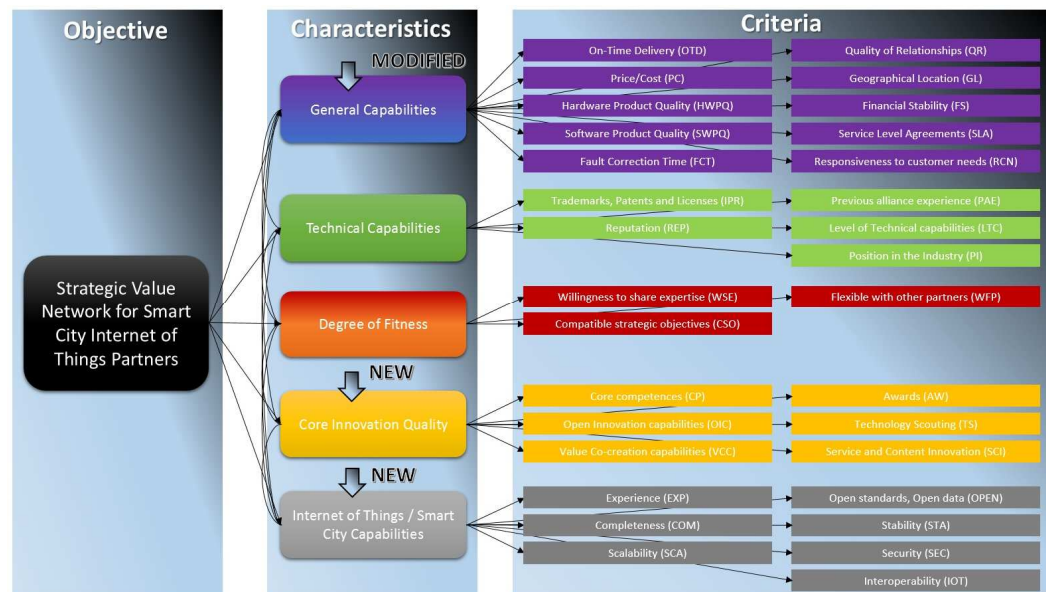 Objective
Characteristics
Criteria
MODIFIED
General Capabilities
On-Time Delivery (OTD)
Quality of Relationships (QR)
Price/Cost (PC)
Geographical Location (GL)
Hardware Product Quality (HWPQ)
Financial Stability (FS)
Software Product Quality (SWPQ)
Service Level Agreements (SLA)
Fault Correction Time (FCT)
Responsiveness to customer needs (RCN)
Technical Capabilities
Trademarks, Patents and Licenses (IPR)
Previous alliance experience (PAE)
Reputation (REP)
Level of Technical capabilities (LTC)
Position in the Industry (PI)
Strategic Value
Network for Smart
City Internet of
Things Partners
Degree of Fitness
Willingness to share expertise (WSE)
Flexible with other partners (WFP)
Compatible strategic objectives (CSO)
NEW
Core Innovation Quality
Core competences (CP)
Awards (AW)
Open Innovation capabilities (OIC)
Technology Scouting (TS)
Value Co-creation capabilities (VCC)
Service and Content Innovation (SCI)
NEW
Internet of Things / Smart
City Capabilities
Experience (EXP)
Open standards, Open data (OPEN)
Completeness (COM)
Stability (STA)
Scalability (SCA)
Security (SEC)
Interoperability (IOT)